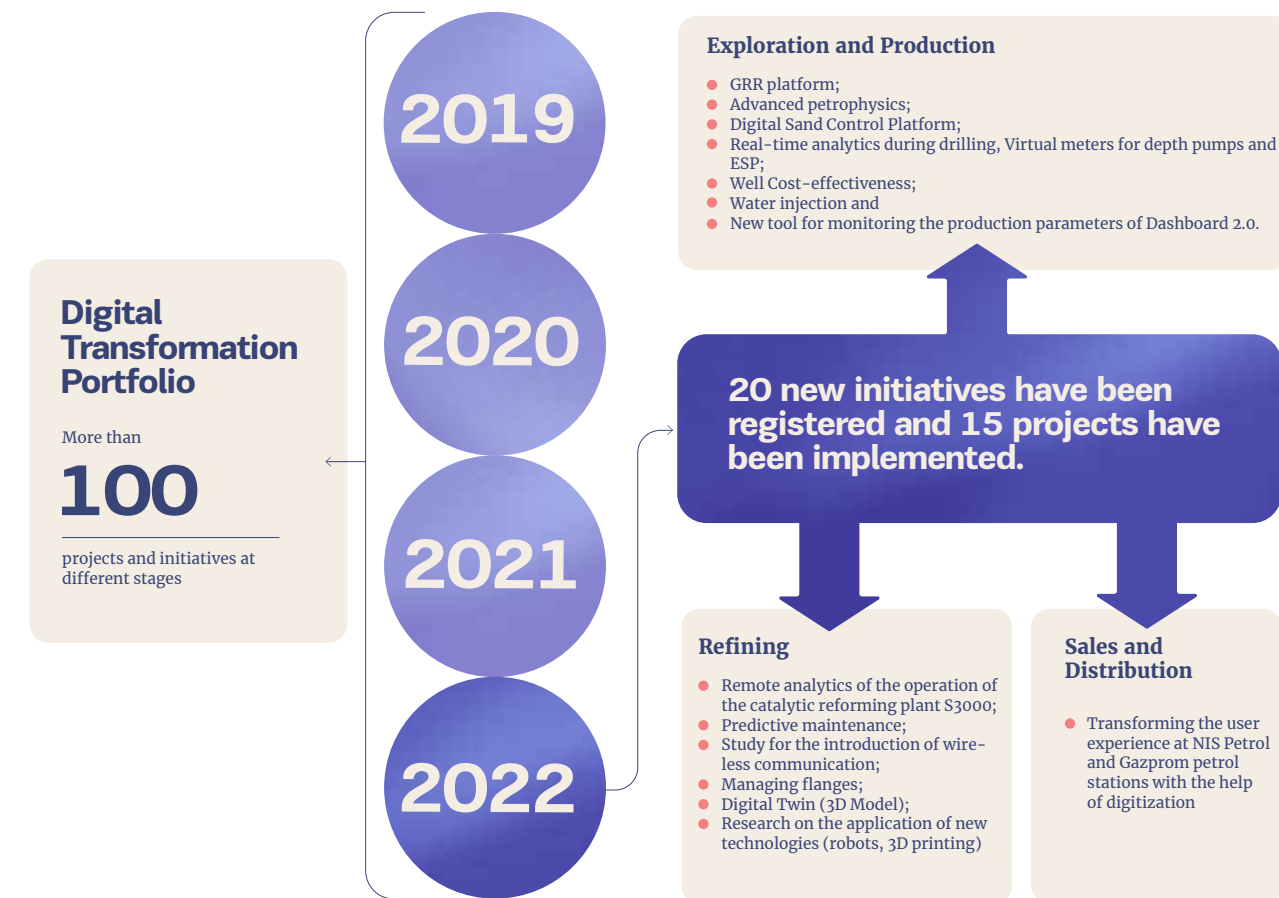 Digital
Transformation
Portfolio
More than
100
projects and initiatives at
different stages
2019
2020
2021
2022
Exploration and Production
GRR platform;
Advanced petrophysics;
Digital Sand Control Platform;
Real-time analytics during drilling, Virtual meters for depth pumps and
ESP;
Well Cost-effectiveness;
Water injection and
New tool for monitoring the production parameters of Dashboard 2.0.
20 new initiatives have been
registered and 15 projects have
been implemented.
Refining
Remote analytics of the operation of
the catalytic reforming plant S3000;
Predictive maintenance;
Study for the introduction of wire-
less communication;
Managing flanges;
Digital Twin (3D Model);
Research on the application of new
technologies (robots, 3D printing)
Sales and
Distribution
Transforming the user
experience at NIS Petrol
and Gazprom petrol
stations with the help
of digitization